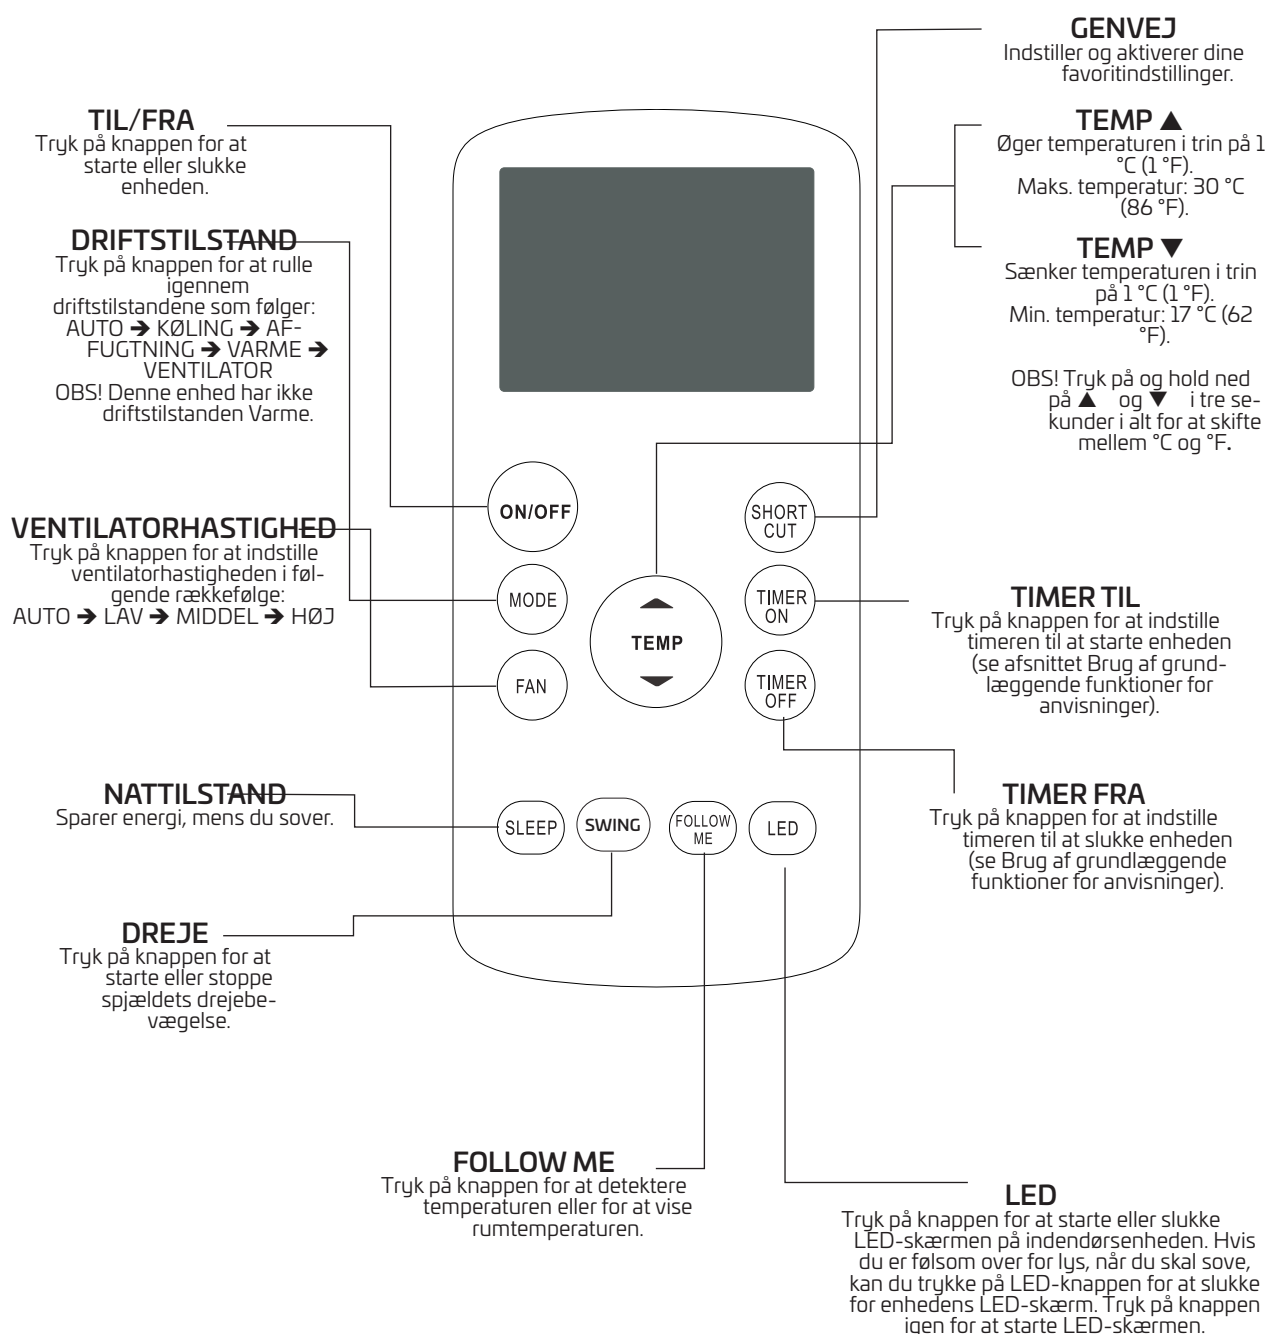 GENVEJ
Indstiller og aktiverer dine
favoritindstillinger.
TIL/FRA
Tryk på knappen for at
starte eller slukke
enheden.
TEMP ▲
Øger temperaturen i trin på 1
°C (1 °F).
Maks. temperatur: 30 °C
(86 °F).
DRIFTSTILSTAND
Tryk på knappen for at rulle
igennem
driftstilstandene som følger:
AUTO ➔ KØLING ➔ AF-
FUGTNING ➔ VARME ➔
VENTILATOR
OBS! Denne enhed har ikke
driftstilstanden Varme.
TEMP ▼
Sænker temperaturen i trin
på 1 °C (1 °F).
Min. temperatur: 17 °C (62
°F).
OBS! Tryk på og hold ned
på ▲ og ▼ i tre se-
kunder i alt for at skifte
mellem °C og °F.
VENTILATORHASTIGHED
Tryk på knappen for at indstille
ventilatorhastigheden i føl-
gende rækkefølge:
AUTO ➔ LAV ➔ MIDDEL ➔ HØJ
ON/OFF
SHORT
CUT
MODE
TEMP
TIMER
ON
FAN
TIMER
OFF
TIMER TIL
Tryk på knappen for at indstille
timeren til at starte enheden
(se afsnittet Brug af grund-
læggende funktioner for
anvisninger).
NATTILSTAND
Sparer energi, mens du sover.
SLEEP
SWING
FOLLOW
ME
LED
TIMER FRA
Tryk på knappen for at indstille
timeren til at slukke enheden
(se Brug af grundlæggende
funktioner for anvisninger).
DREJE
Tryk på knappen for at
starte eller stoppe
spjældets drejebe-
vægelse.
FOLLOW ME
Tryk på knappen for at detektere
temperaturen eller for at vise
rumtemperaturen.
LED
Tryk på knappen for at starte eller slukke
LED-skærmen på indendørsenheden. Hvis
du er følsom over for lys, når du skal sove,
kan du trykke på LED-knappen for at slukke
for enhedens LED-skærm. Tryk på knappen
igen for at starte LED-skærmen.